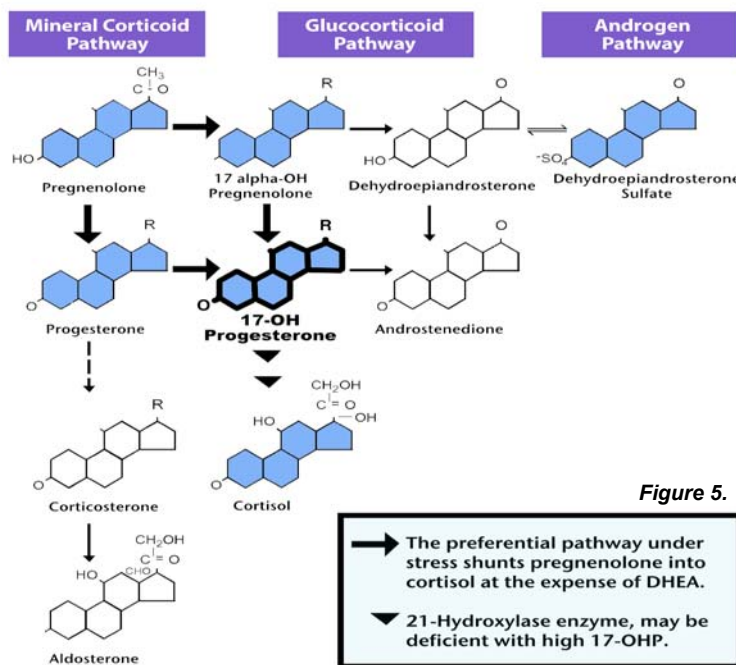 Mineral Corticoid
Pathway
Glucocorticoid
Pathway
Androgen
Pathway
CH3
C - O
HO
Pregnenolone
R
17 alpha-OH
Pregnenolone
O
HO
Dehydroepiandrosterone
O
-SO4
Dehydroepiandrosterone
Sulfate
O
Progesterone
R
O
17-OH
Progesterone
O
O
Androstenedione
R
O
Corticosterone
CH2OH
C = O
HO
OH
O
Cortisol
CH2OH
C = O
HO
CHO
Aldosterone
Figure 5.
The preferential pathway under
stress shunts pregnenolone into
cortisol at the expense of DHEA.
21-Hydroxylase enzyme, may be
deficient with high 17-OHP.